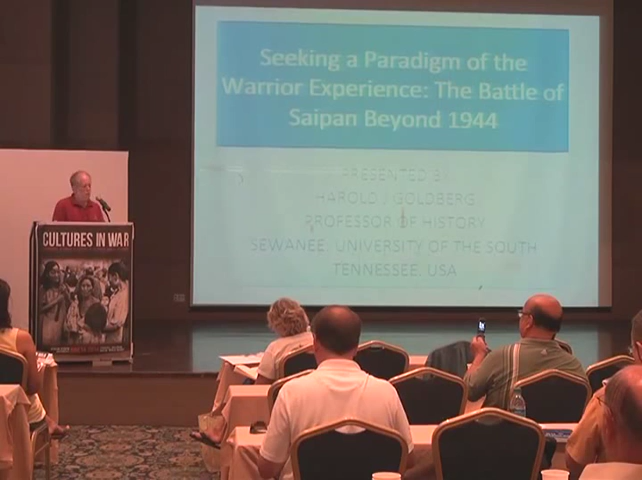 Seeking a Paradigm of the
Warrior Experience: The Battle of
Saipan Beyond 1944
PRESENTED BY
HAROLD J GOLDBERG
PROFESSOR OF HISTORY
SEWANEE: UNIVERSITY OF THE SOUTH
TENNESSEE, USA
CULTURES IN WAR